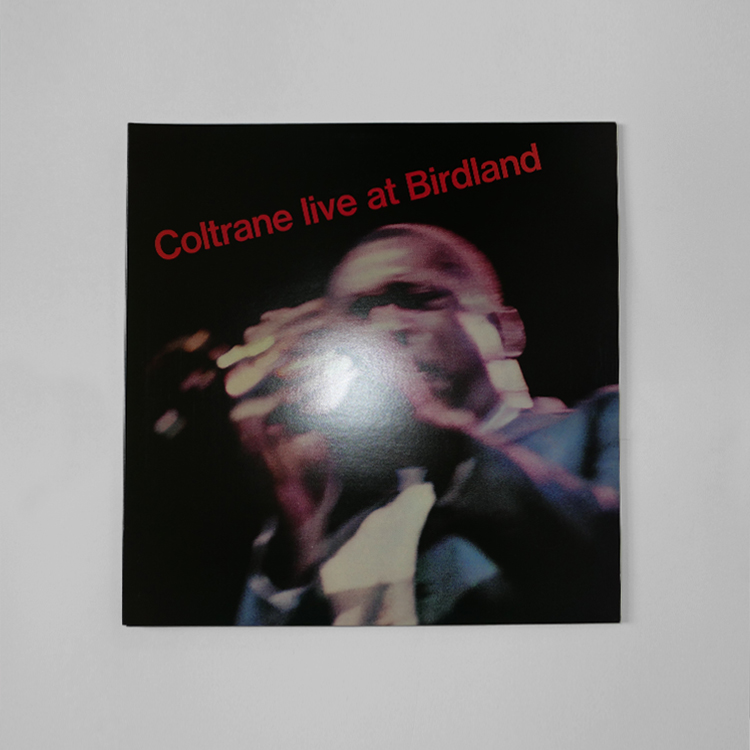 Coltrane live at Birdland